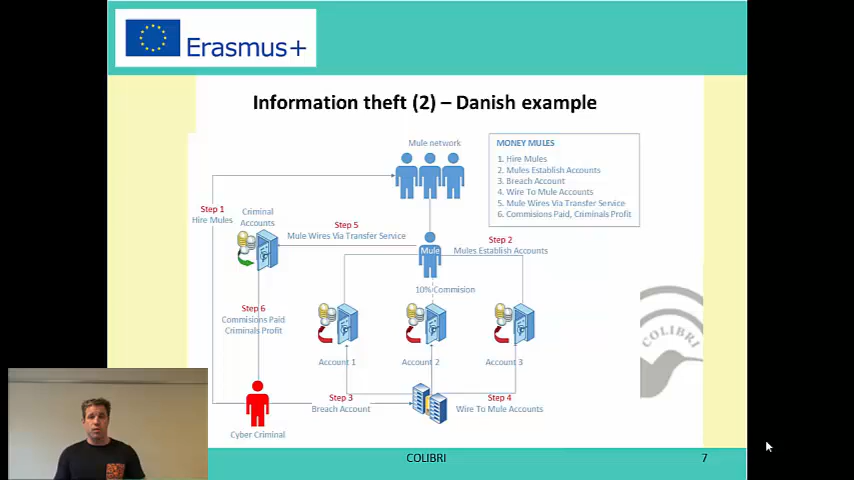 Erasmus+
Information theft (2) – Danish example
Mule network
MONEY MULES
1. Hire Mules
2. Mules Establish Accounts
3. Breach Account
4. Wire To Mule Accounts
5. Mule Wires Via Transfer Service
6. Commisions Paid, Criminals Profit
Step 1
Hire Mules
Criminal
Accounts
Step 5
Mule Wires Via Transfer Service
Mule
Step 2
Mules Establish Accounts
10% Commision
Step 6
Commisions Paid
Criminals Profit
Account 1
Account 2
Account 3
COLIBRI
Step 3
Breach Account
Step 4
Wire To Mule Accounts
Cyber Criminal
COLIBRI
7